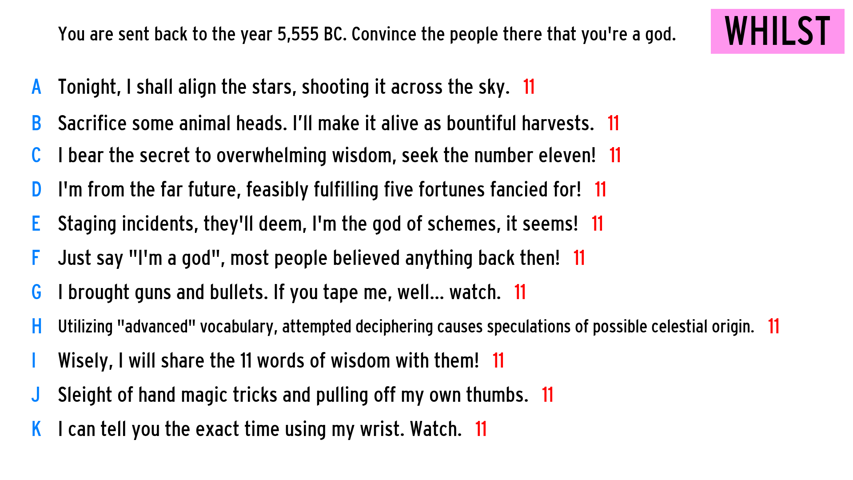 You are sent back to the year 5,555 BC. Convince the people there that you're a god.
WHILST
A Tonight, I shall align the stars, shooting it across the sky. 11
B Sacrifice some animal heads. I’ll make it alive as bountiful harvests. 11
C I bear the secret to overwhelming wisdom, seek the number eleven! 11
D I'm from the far future, feasibly fulfilling five fortunes fancied for! 11
E Staging incidents, they'll deem, I'm the god of schemes, it seems! 11
F Just say "I'm a god", most people believed anything back then! 11
G I brought guns and bullets. If you tape me, well... watch. 11
H Utilizing "advanced" vocabulary, attempted deciphering causes speculations of possible celestial origin. 11
I Wisely, I will share the 11 words of wisdom with them! 11
J Sleight of hand magic tricks and pulling off my own thumbs. 11
K I can tell you the exact time using my wrist. Watch. 11